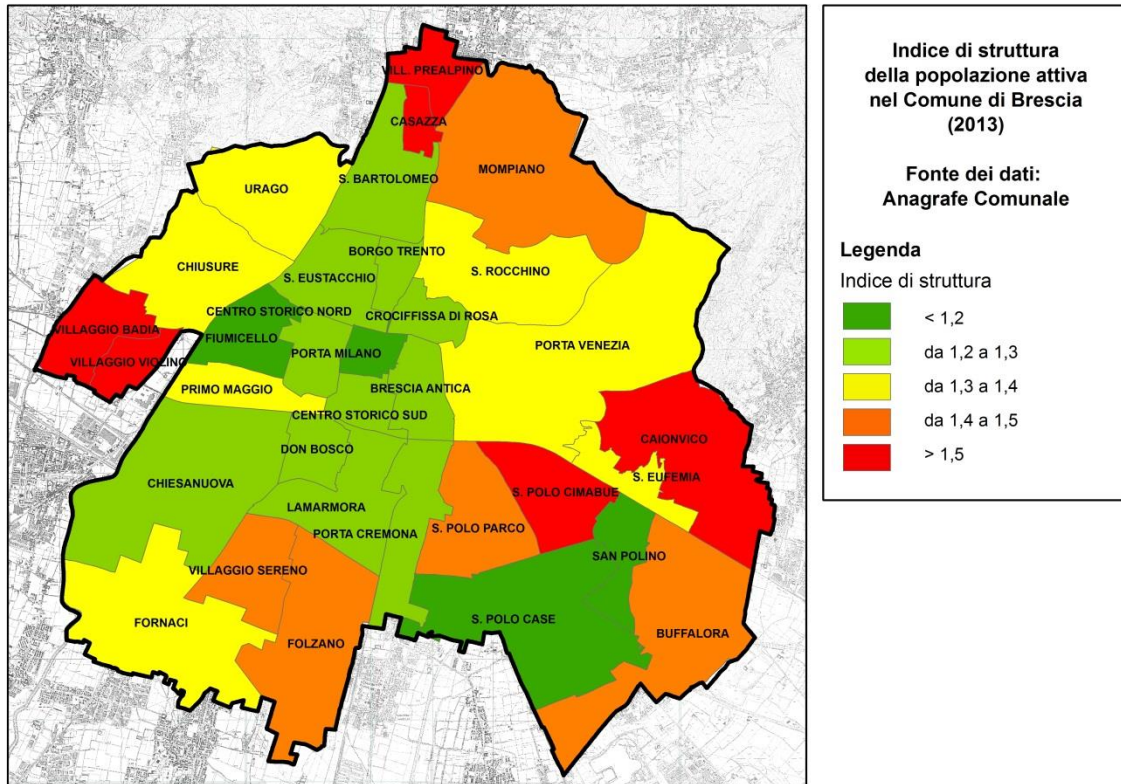 VILL. PREALPINO
CASAZZA
MOMPIANO
S. BARTOLOMEO
URAGO
BORGO TRENTO
S. ROCCHINO
CHIUSURE
S. EUSTACCHIO
CENTRO STORICO NORD
CROCIFFISSA DI ROSA
VILLAGGIO BADIA
FIUMICELLO
PORTA VENEZIA
PORTA MILANO
VILLAGGIO VIOLINO
PRIMO MAGGIO
BRESCIA ANTICA
CENTRO STORICO SUD
CAIONVICO
DON BOSCO
S. EUFEMIA
CHIESANUOVA
S. POLO CIMABUE
LAMARMORA
S. POLO PARCO
PORTA CREMONA
SAN POLINO
VILLAGGIO SERENO
FORNACI
S. POLO CASE
BUFFALORA
FOLZANO
Indice di struttura
della popolazione attiva
nel Comune di Brescia
(2013)
Fonte dei dati:
Anagrafe Comunale
Legenda
Indice di struttura
< 1,2
da 1,2 a 1,3
da 1,3 a 1,4
da 1,4 a 1,5
> 1,5